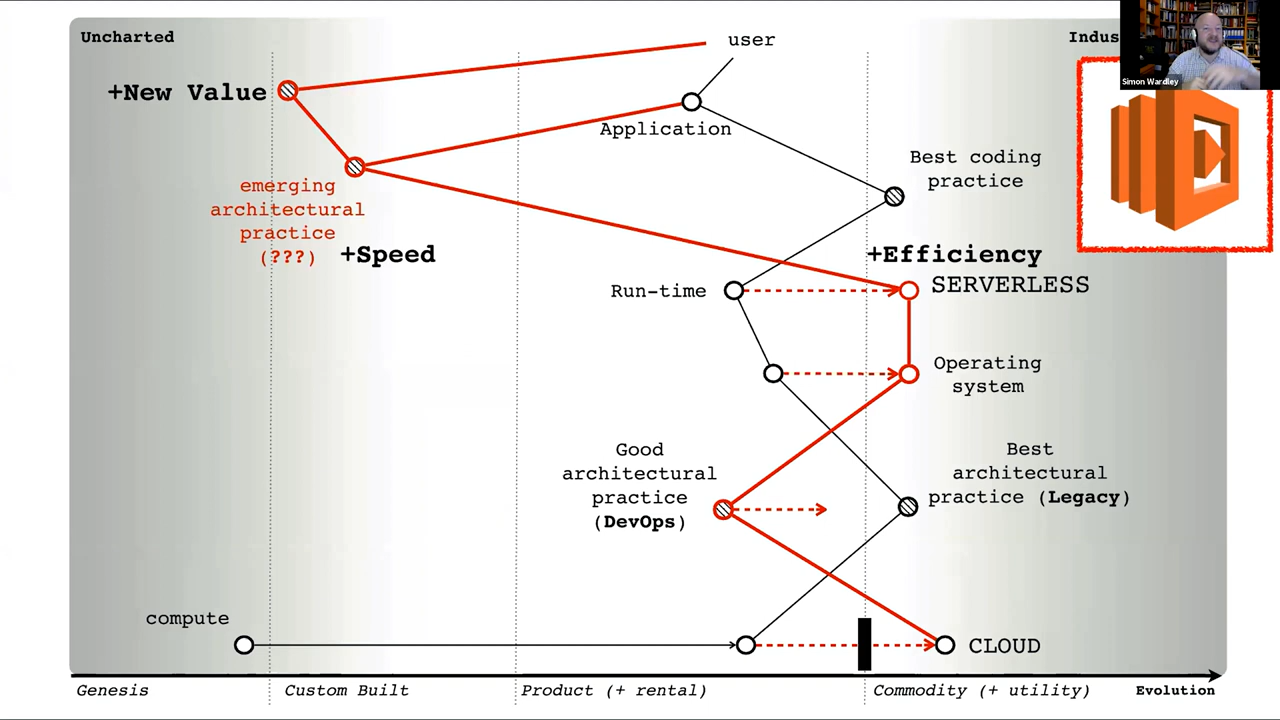 Uncharted
user
Indus
Simon Wardley
+New Value
Application
Best coding
practice
emerging
architectural
practice
(???)
+Speed
+Efficiency
Run-time
SERVERLESS
Operating
system
Good
architectural
practice
(DevOps)
Best
architectural
practice (Legacy)
compute
CLOUD
Genesis
Custom Built
Product (+ rental)
Commodity (+ utility)
Evolution